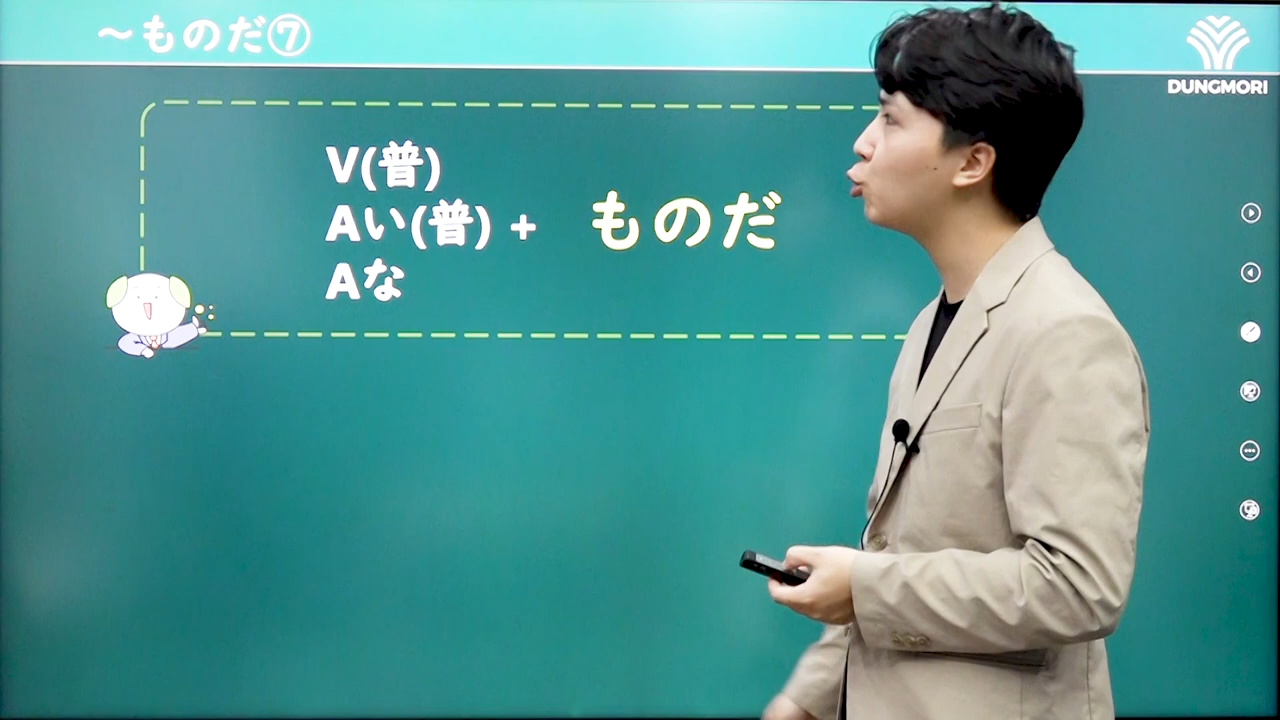 ～ものだ⑦
DUNGMORI
V(普)
Aい(普) + ものだ
Aな